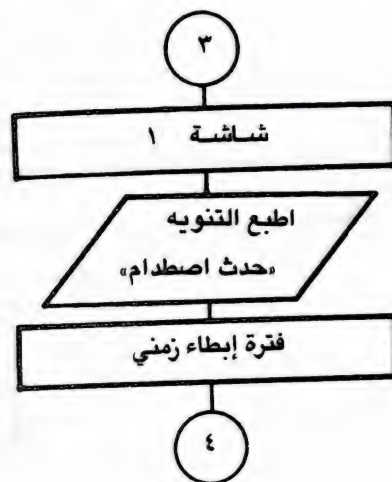 ٣
شاشة ١
اطبع التنويه
«حدث اصطدام»
فترة إبطاء زمني
٤